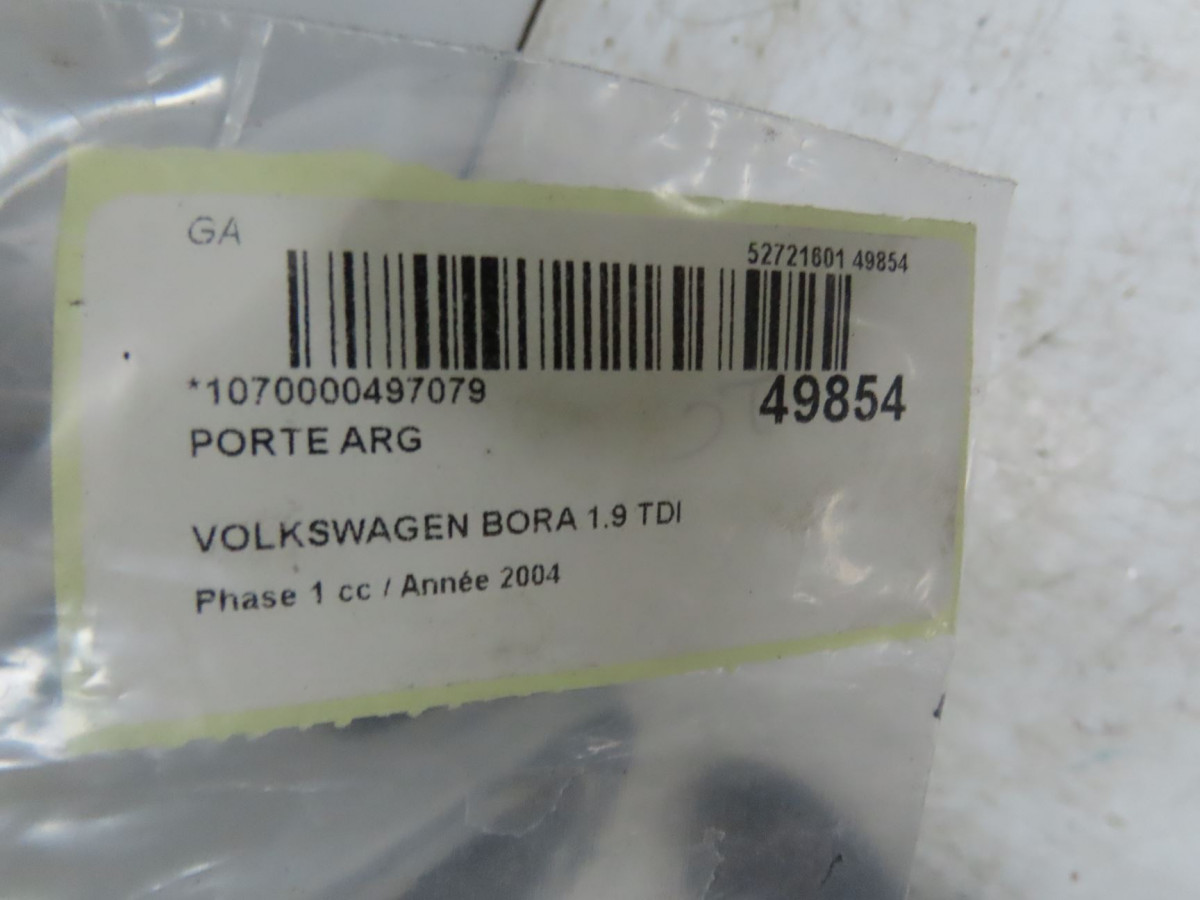 GA
52721601 49854
*1070000497079
49854
PORTE ARG
VOLKSWAGEN BORA 1.9 TDI
Phase 1 cc / Année 2004